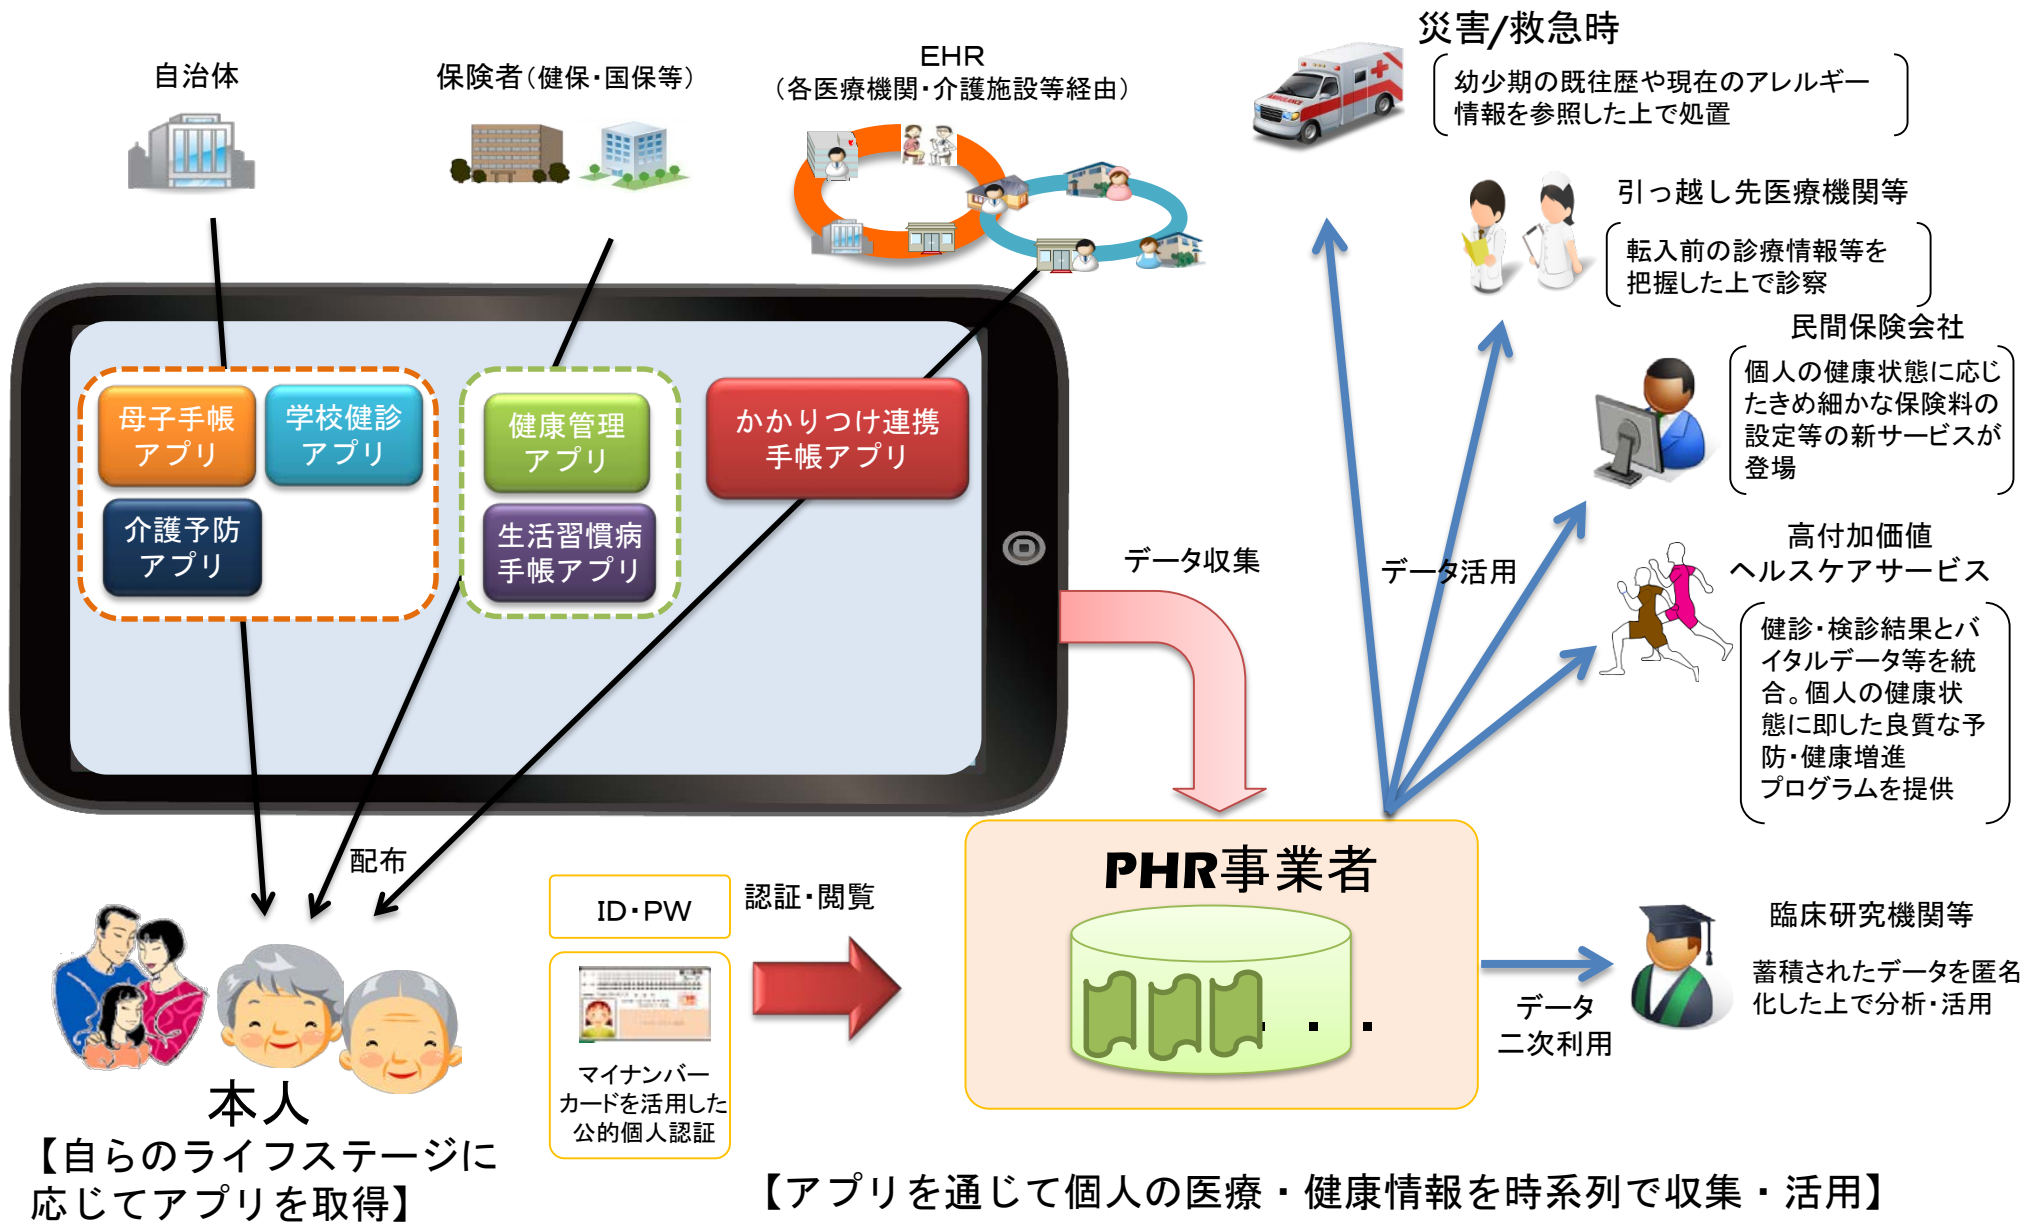 自治体
保険者(健保・国保等)
EHR
(各医療機関・介護施設等経由)
災害/救急時
幼少期の既往歴や現在のアレルギー
情報を参照した上で処置
引っ越し先医療機関等
転入前の診療情報等を
把握した上で診察
民間保険会社
個人の健康状態に応じ
たきめ細かな保険料の
設定等の新サービスが
登場
高付加価値
ヘルスケアサービス
健診・検診結果とバ
イタルデータ等を統
合。個人の健康状
態に即した良質な予
防・健康増進
プログラムを提供
母子手帳
アプリ
学校健診
アプリ
介護予防
アプリ
健康管理
アプリ
生活習慣病
手帳アプリ
かかりつけ連携
手帳アプリ
データ収集
データ活用
配布
ID・PW
認証・閲覧
マイナンバー
カードを活用した
公的個人認証
PHR事業者
・・・
データ
二次利用
臨床研究機関等
蓄積されたデータを匿名
化した上で分析・活用
本人
【自らのライフステージに
応じてアプリを取得】
【アプリを通じて個人の医療・健康情報を時系列で収集・活用】